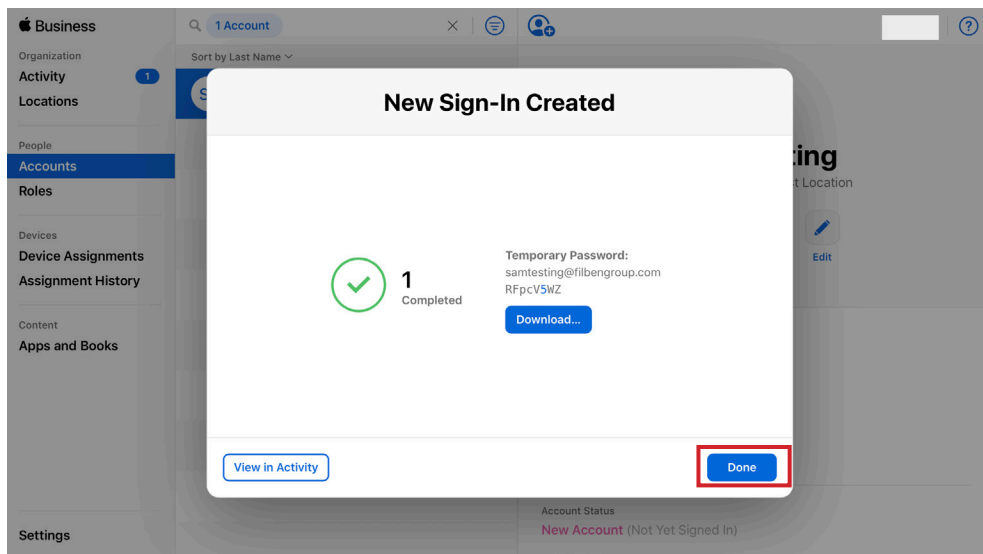 Business
Organization
Activity 1
Locations
People
Accounts
Roles
Devices
Device Assignments
Assignment History
Content
Apps and Books
Settings
1 Account
Sort by Last Name
S
New Sign-In Created
1
Completed
Temporary Password:
samtesting@filbengroup.com
RFpcV5WZ
Download...
View in Activity
Done
ting
t Location
Edit
Account Status
New Account (Not Yet Signed In)
?